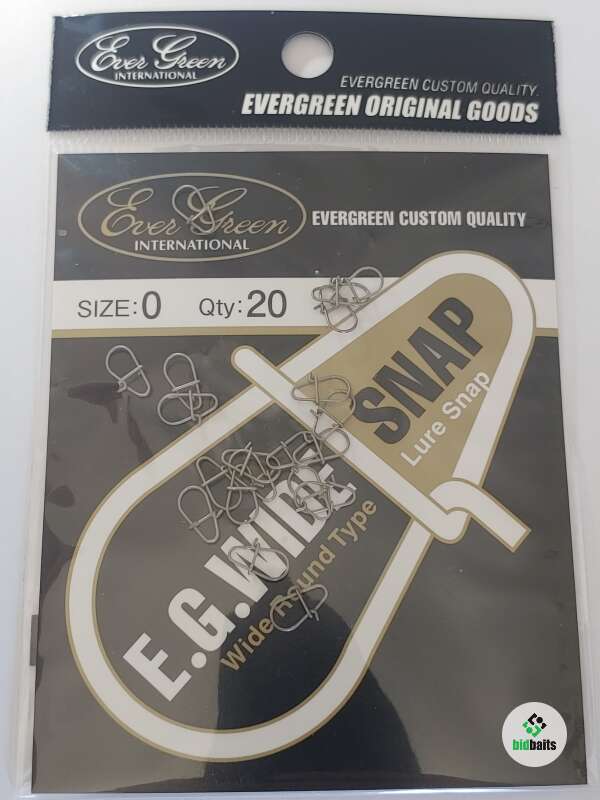 Ever Green
INTERNATIONAL
EVERGREEN CUSTOM QUALITY.
EVERGREEN ORIGINAL GOODS
Ever Green
INTERNATIONAL
EVERGREEN CUSTOM QUALITY
SIZE:0 Qty:20
E.G.WIDE SNAP
Wide Round Type
Lure Snap
bidbaits